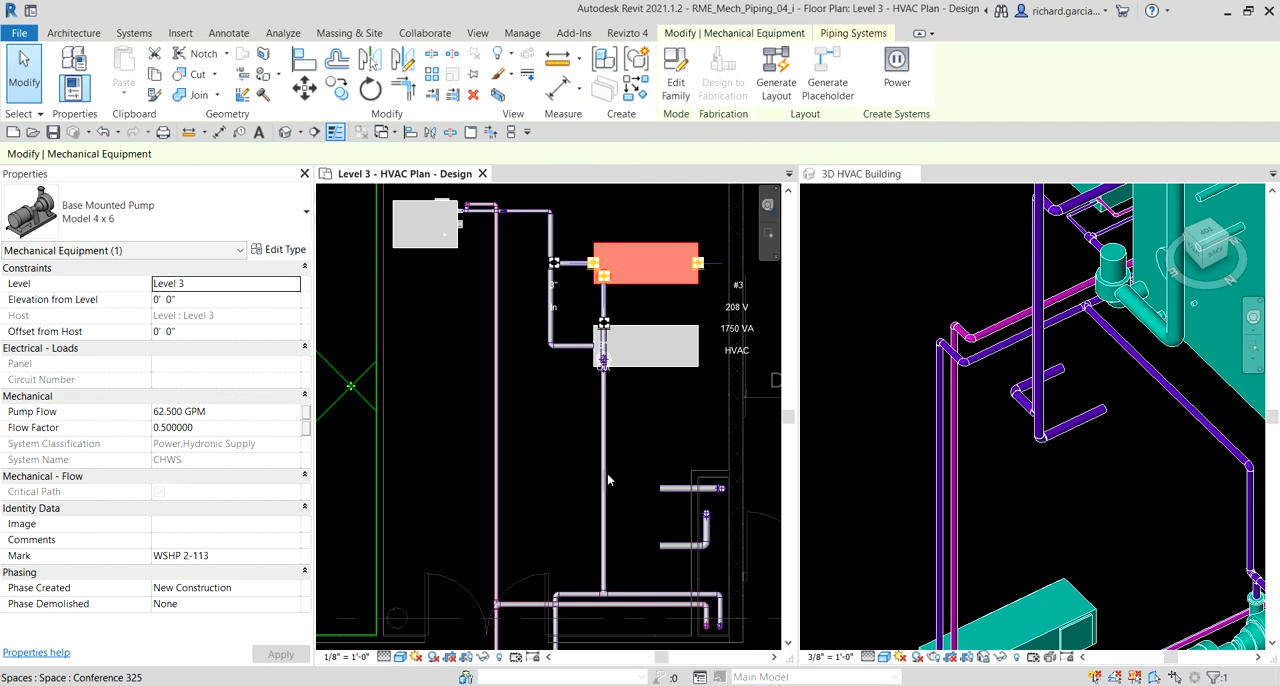 Autodesk Revit 2021.1.2 - RME_Mech_Piping_04_i - Floor Plan: Level 3 - HVAC Plan - Design
richard.garcia...
File Architecture Systems Insert Annotate Analyze Massing & Site Collaborate View Manage Add-Ins Revizto 4 Modify | Mechanical Equipment Piping Systems
Notch
Cut
Join
Modify
Paste
Edit Family
Design to Fabrication
Generate Layout
Generate Placeholder
Power
Select Properties Clipboard Geometry Modify View Measure Create Mode Fabrication Layout Create Systems
Modify | Mechanical Equipment
Properties
Base Mounted Pump
Model 4 x 6
Mechanical Equipment (1) Edit Type
Constraints
Level Level 3
Elevation from Level 0' 0"
Host Level : Level 3
Offset from Host 0' 0"
Electrical - Loads
Panel
Circuit Number
Mechanical
Pump Flow 62.500 GPM
Flow Factor 0.500000
System Classification Power,Hydronic Supply
System Name CHWS
Mechanical - Flow
Critical Path
Identity Data
Image
Comments
Mark WSHP 2-113
Phasing
Phase Created New Construction
Phase Demolished None
Properties help Apply
Level 3 - HVAC Plan - Design
3"
In
#3
208 V
1750 VA
HVAC
D
1/8" = 1'-0"
3D HVAC Building
TOP
BACK
E
N
3/8" = 1'-0"
Spaces : Space : Conference 325
:0
Main Model
:1